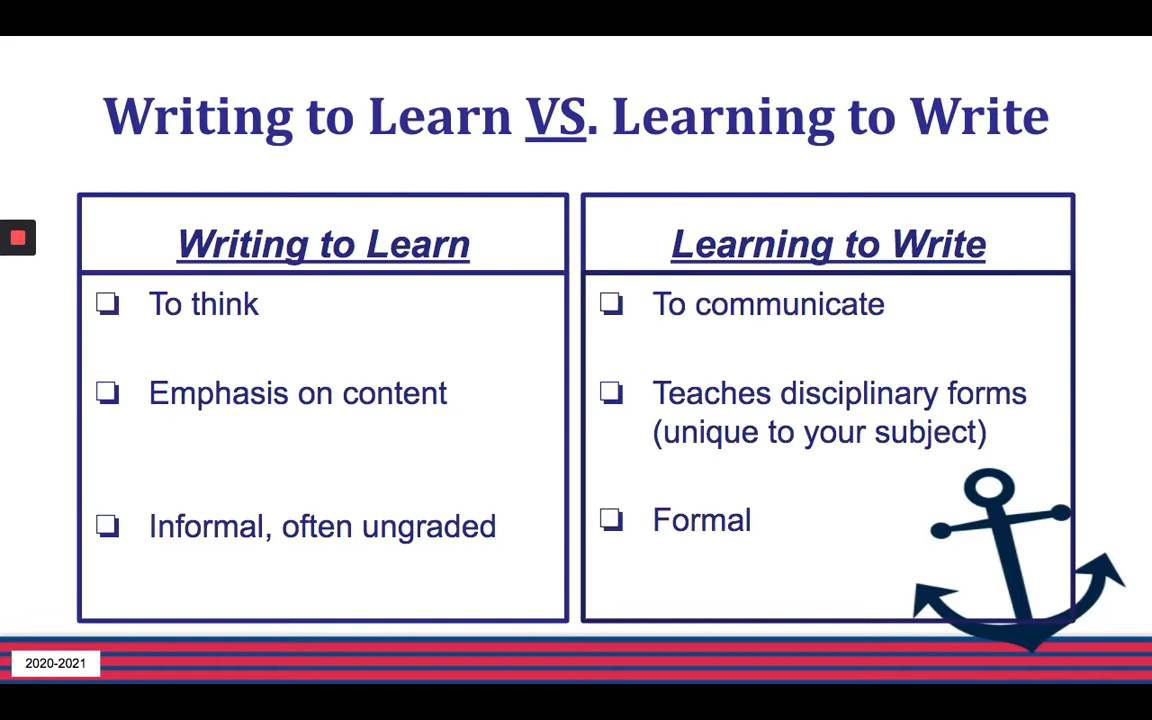 Writing to Learn VS. Learning to Write
Writing to Learn
To think
Emphasis on content
Informal, often ungraded
Learning to Write
To communicate
Teaches disciplinary forms
(unique to your subject)
Formal
2020-2021